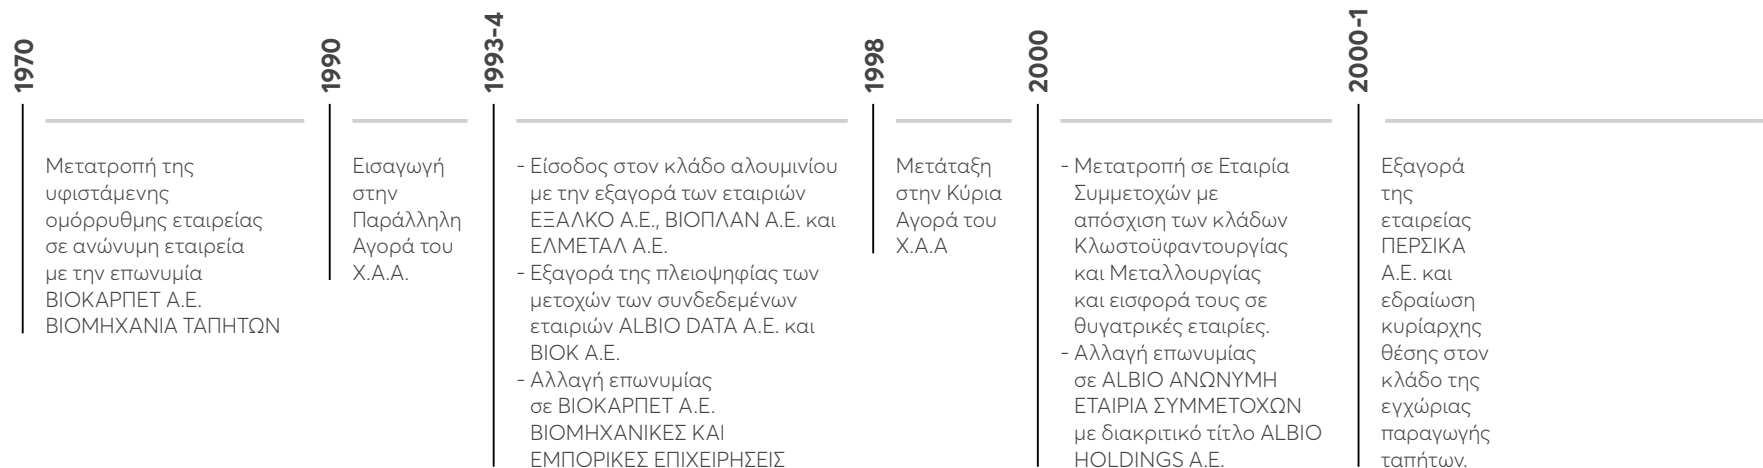 1970
Μετατροπή της
υφιστάμενης
ομόρρυθμης εταιρείας
σε ανώνυμη εταιρεία
με την επωνυμία
ΒΙΟΚΑΡΠΕΤ Α.Ε.
ΒΙΟΜΗΧΑΝΙΑ ΤΑΠΗΤΩΝ
1990
Εισαγωγή
στην
Παράλληλη
Αγορά του
Χ.Α.Α.
1993-4
- Είσοδος στον κλάδο αλουμινίου
με την εξαγορά των εταιριών
ΕΞΑΛΚΟ Α.Ε., ΒΙΟΠΛΑΝ Α.Ε. και
ΕΛΜΕΤΑΛ Α.Ε.
- Εξαγορά της πλειοψηφίας των
μετοχών των συνδεδεμένων
εταιριών ALBIO DATA Α.Ε. και
ΒΙΟΚ Α.Ε.
- Αλλαγή επωνυμίας
σε ΒΙΟΚΑΡΠΕΤ Α.Ε.
ΒΙΟΜΗΧΑΝΙΚΕΣ ΚΑΙ
ΕΜΠΟΡΙΚΕΣ ΕΠΙΧΕΙΡΗΣΕΙΣ
1998
Μετάταξη
στην Κύρια
Αγορά του
Χ.Α.Α
2000
- Μετατροπή σε Εταιρία
Συμμετοχών με
απόσχιση των κλάδων
Κλωστοϋφαντουργίας
και Μεταλλουργίας
και εισφορά τους σε
θυγατρικές εταιρίες.
- Αλλαγή επωνυμίας
σε ALBIO ΑΝΩΝΥΜΗ
ΕΤΑΙΡΙΑ ΣΥΜΜΕΤΟΧΩΝ
με διακριτικό τίτλο ALBIO
HOLDINGS Α.Ε.
2000-1
Εξαγορά
της
εταιρείας
ΠΕΡΣΙΚΑ
Α.Ε. και
εδραίωση
κυρίαρχης
θέσης στον
κλάδο της
εγχώριας
παραγωγής
ταπήτων.